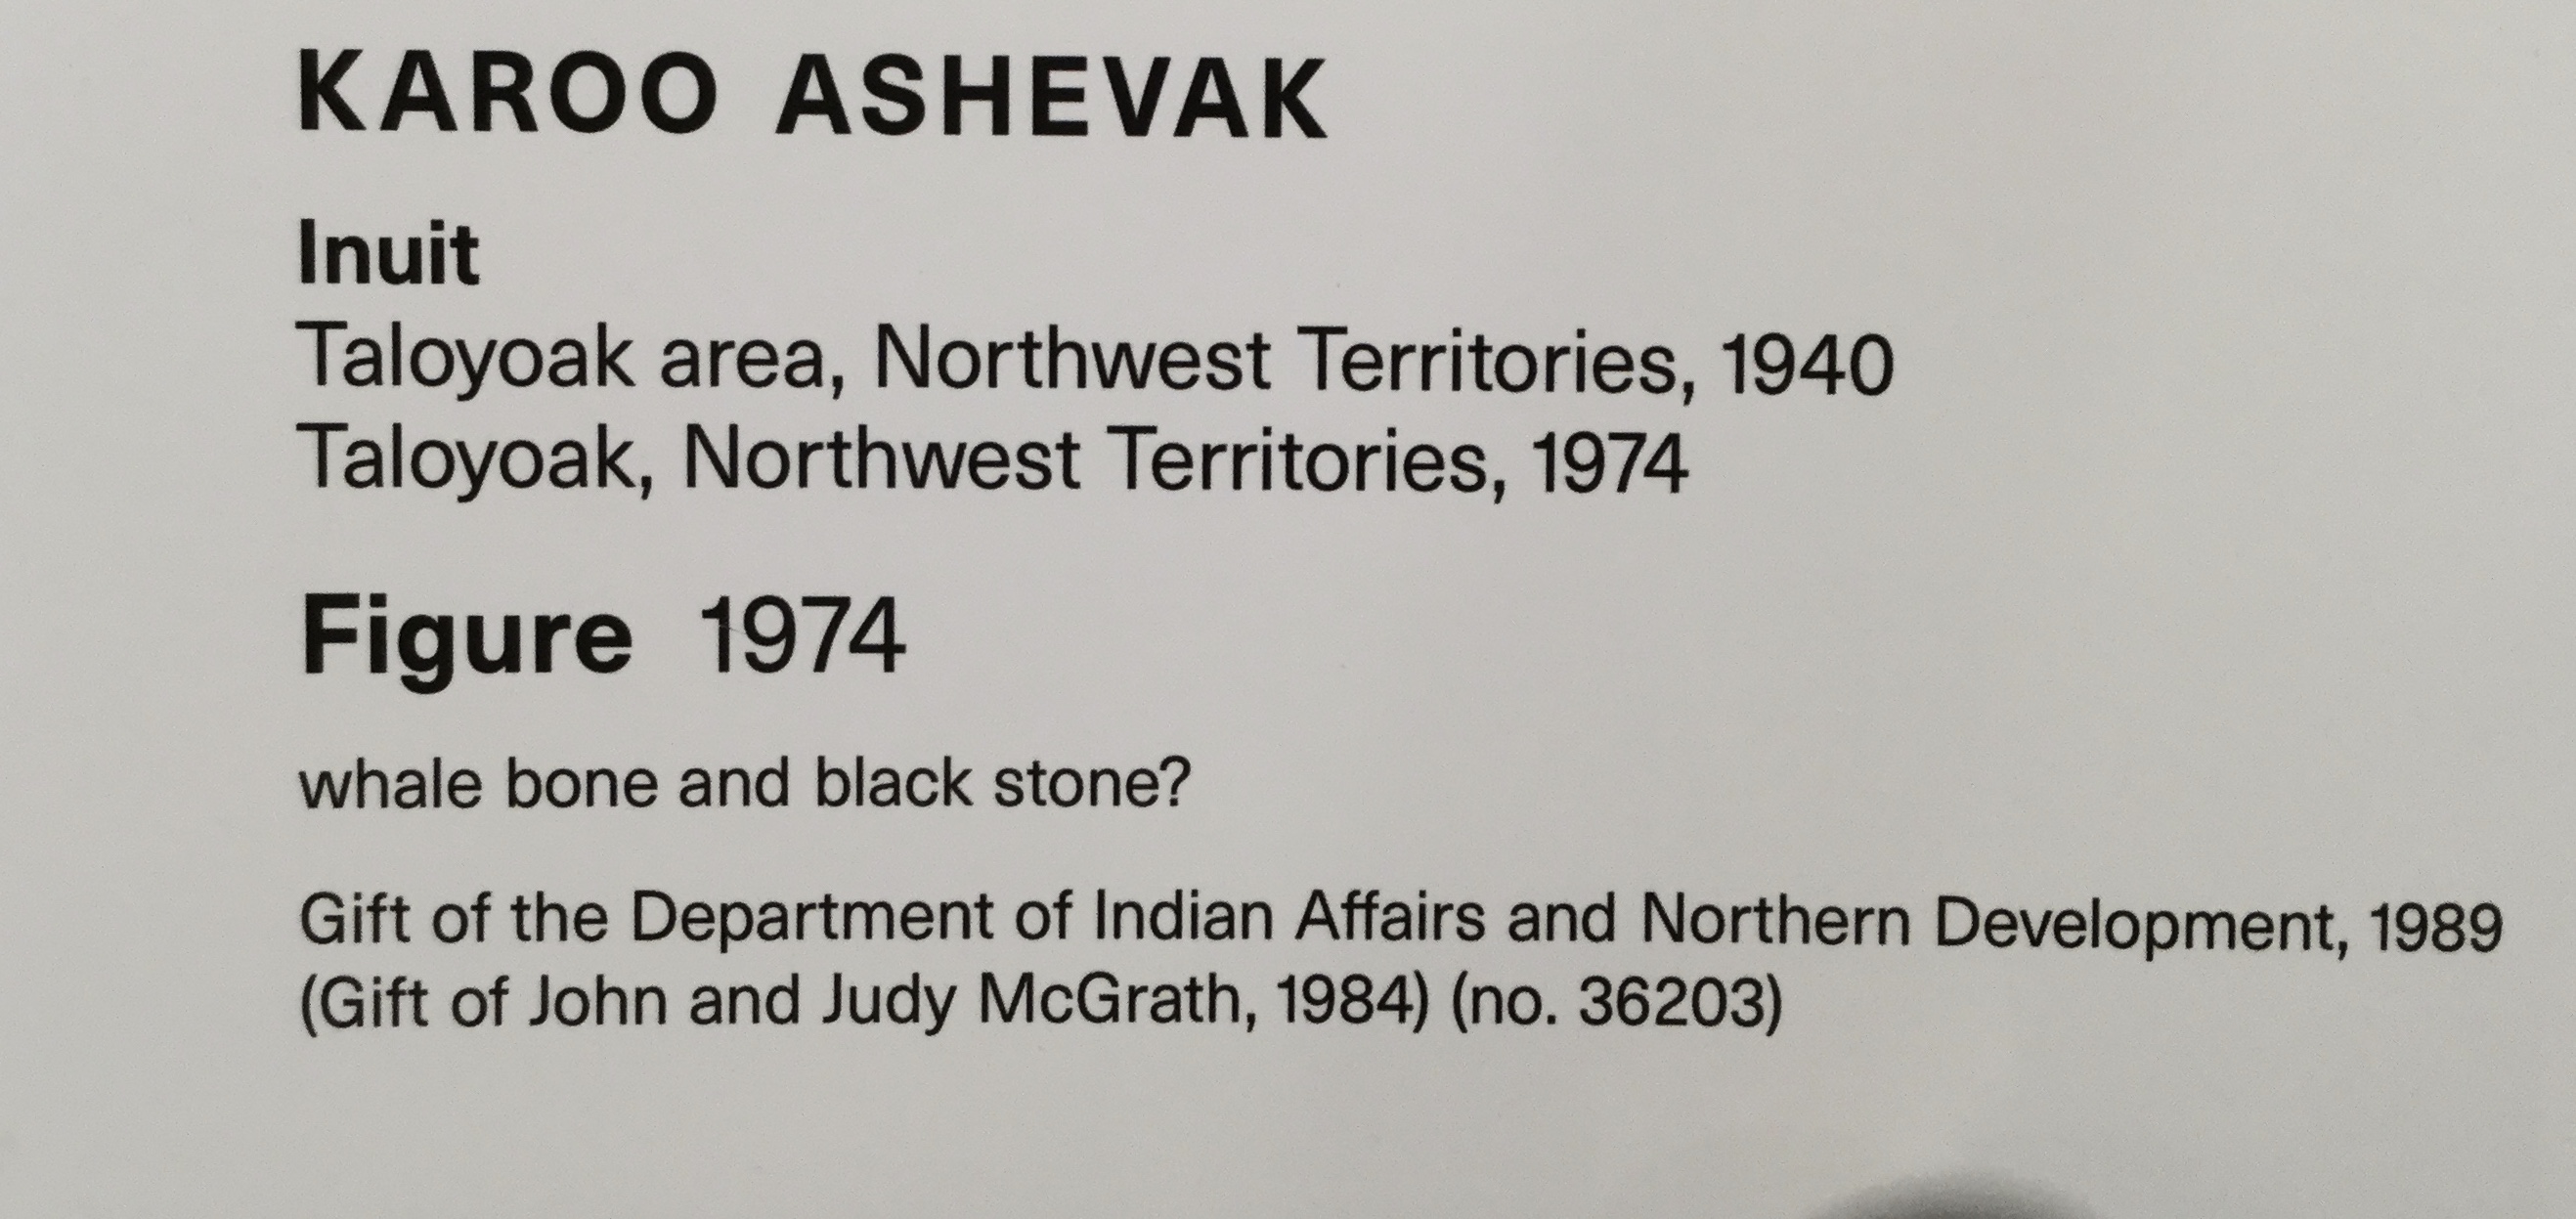 KAROO ASHEVAK
Inuit
Taloyoak area, Northwest Territories, 1940
Taloyoak, Northwest Territories, 1974
Figure 1974
whale bone and black stone?
Gift of the Department of Indian Affairs and Northern Development, 1989
(Gift of John and Judy McGrath, 1984) (no. 36203)